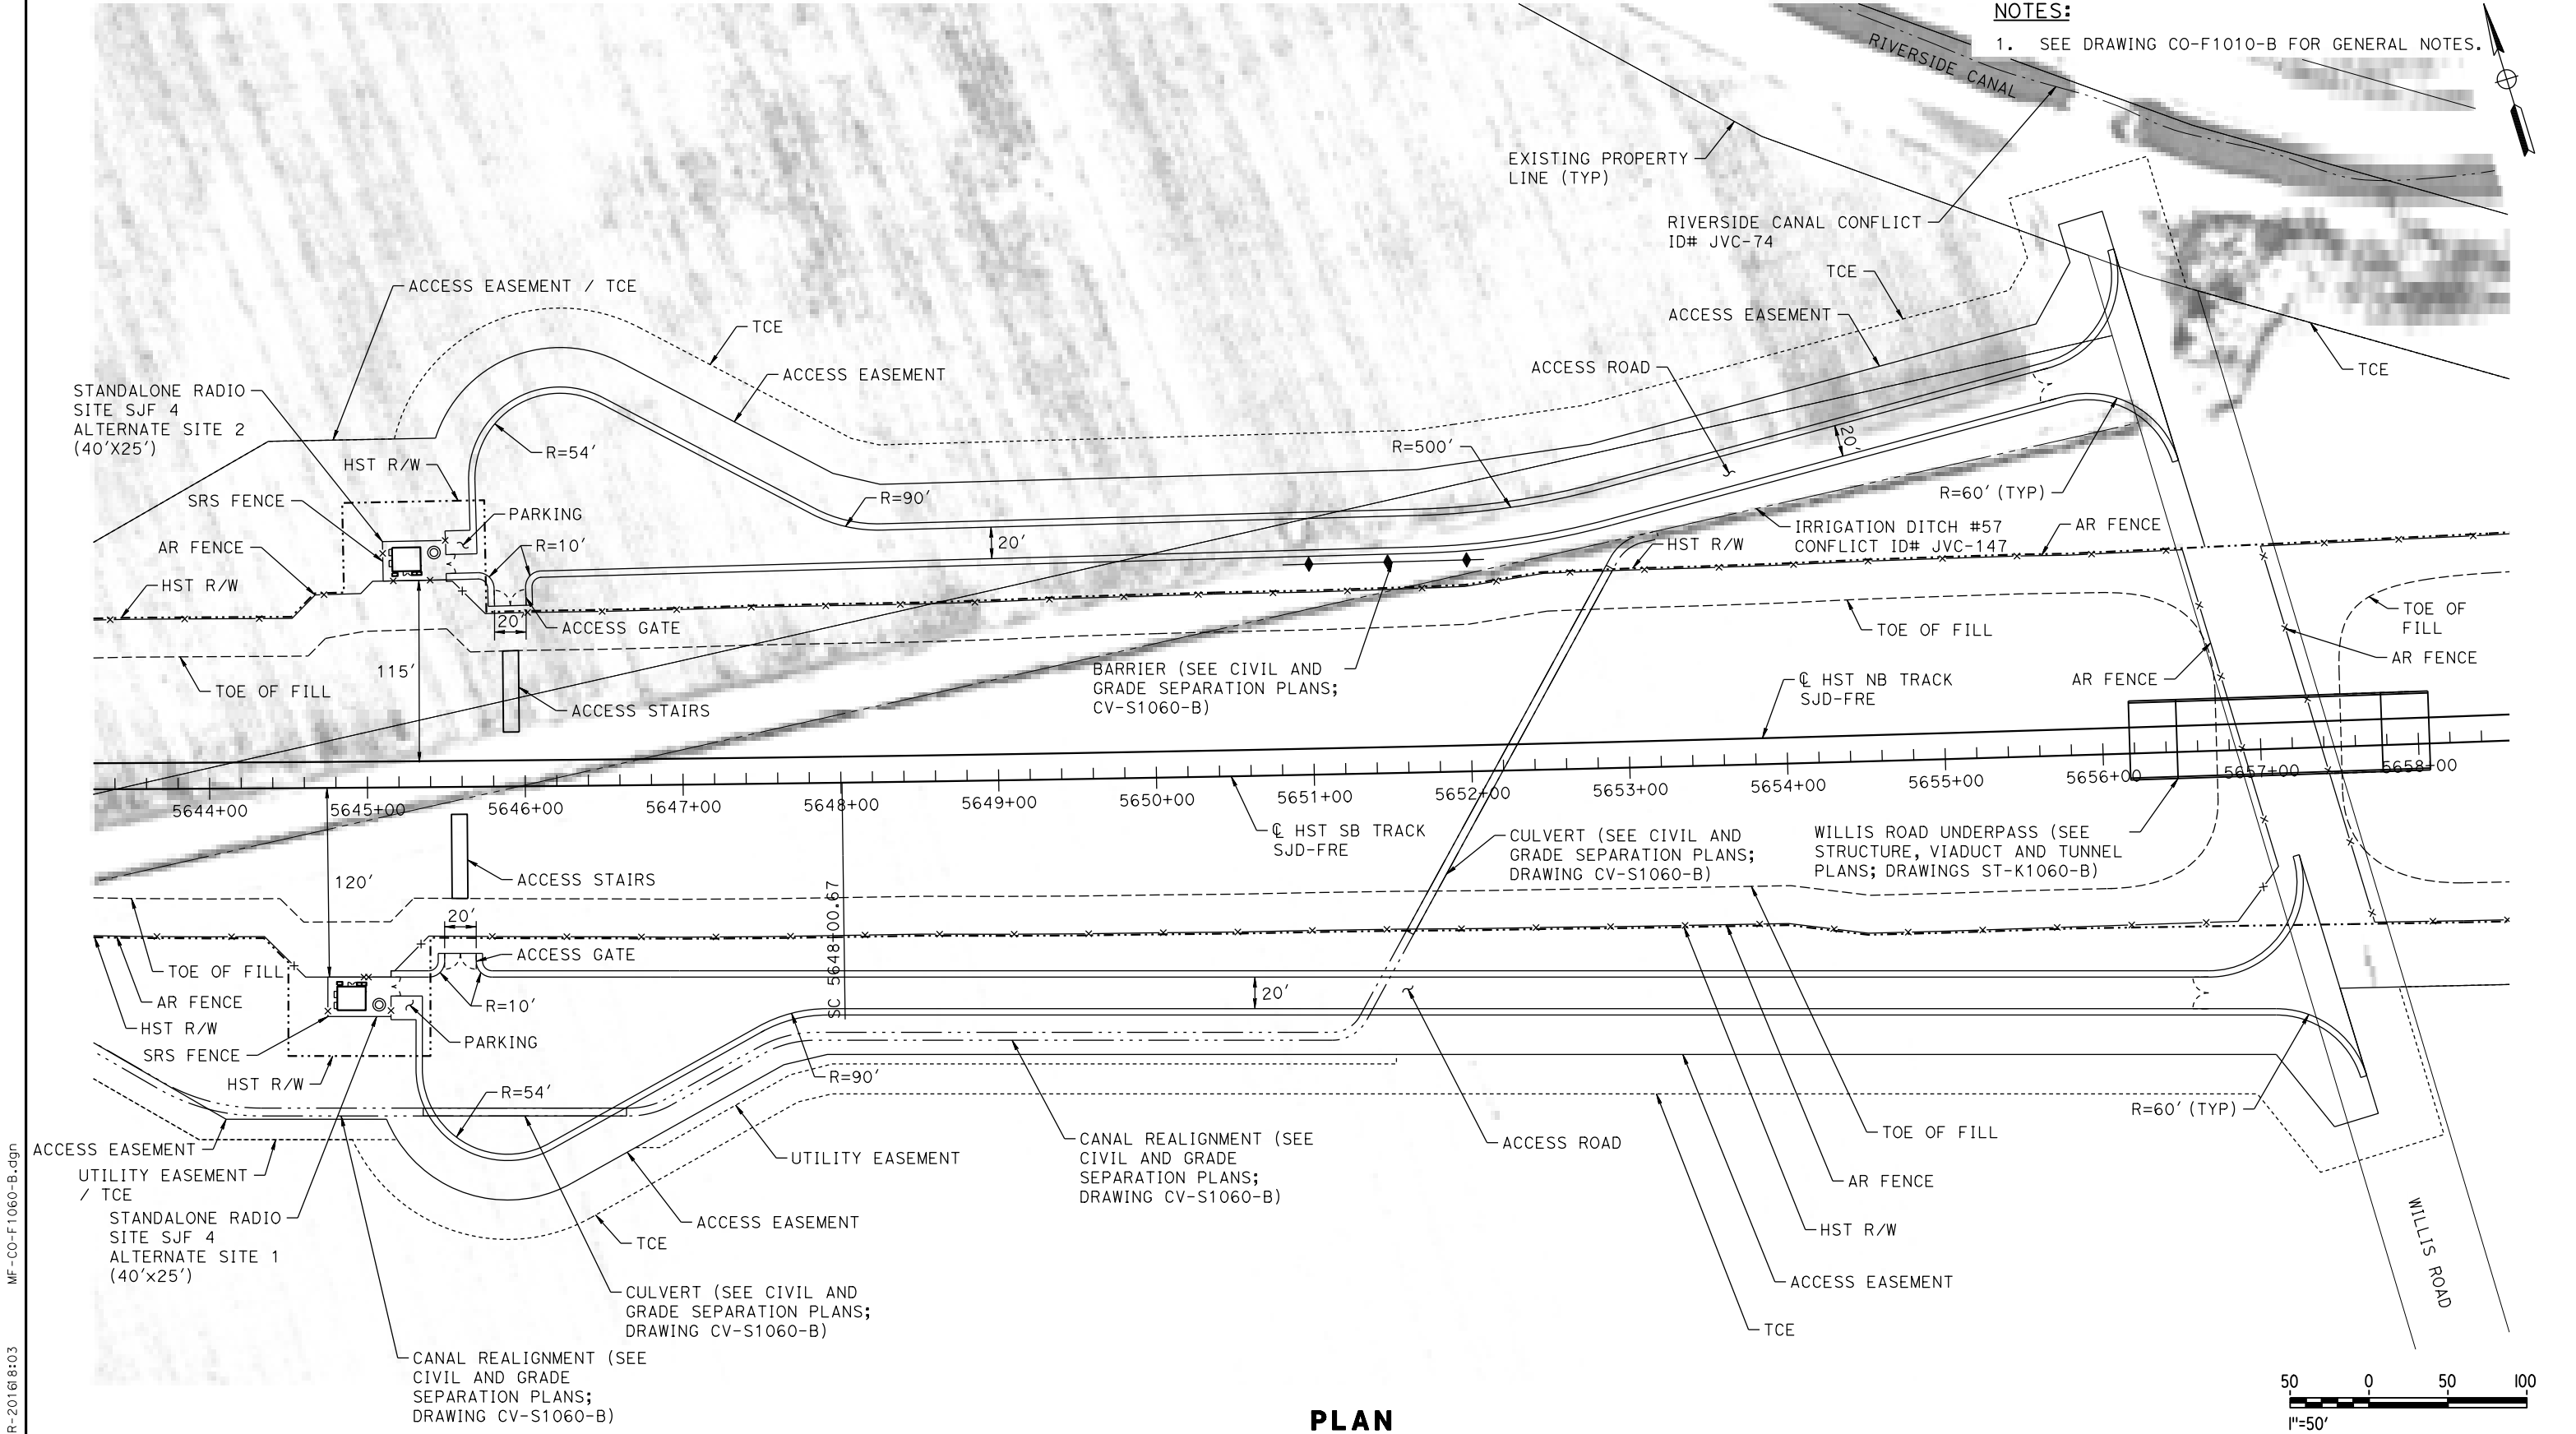 NOTES:
1. SEE DRAWING CO-F1010-B FOR GENERAL NOTES.
RIVERSIDE CANAL
EXISTING PROPERTY
LINE (TYP)
RIVERSIDE CANAL CONFLICT
ID# JVC-74
TCE
ACCESS EASEMENT
ACCESS ROAD
TCE
ACCESS EASEMENT / TCE
TCE
ACCESS EASEMENT
STANDALONE RADIO
SITE SJF 4
ALTERNATE SITE 2
(40'X25')
HST R/W
SRS FENCE
AR FENCE
HST R/W
R=54'
PARKING
R=10'
R=90'
20'
R=500'
20'
R=60' (TYP)
IRRIGATION DITCH #57
CONFLICT ID# JVC-147
AR FENCE
HST R/W
20'
ACCESS GATE
TOE OF FILL
115'
ACCESS STAIRS
BARRIER (SEE CIVIL AND
GRADE SEPARATION PLANS;
CV-S1060-B)
TOE OF FILL
TOE OF
FILL
AR FENCE
AR FENCE
℄ HST NB TRACK
SJD-FRE
5644+00
5645+00
5646+00
5647+00
5648+00
5649+00
5650+00
5651+00
5652+00
5653+00
5654+00
5655+00
5656+00
5657+00
5658+00
℄ HST SB TRACK
SJD-FRE
CULVERT (SEE CIVIL AND
GRADE SEPARATION PLANS;
DRAWING CV-S1060-B)
WILLIS ROAD UNDERPASS (SEE
STRUCTURE, VIADUCT AND TUNNEL
PLANS; DRAWINGS ST-K1060-B)
120'
ACCESS STAIRS
20'
ACCESS GATE
SC 5648+00.67
TOE OF FILL
AR FENCE
HST R/W
SRS FENCE
HST R/W
R=10'
PARKING
20'
R=54'
R=90'
R=60' (TYP)
ACCESS EASEMENT
UTILITY EASEMENT
/ TCE
STANDALONE RADIO
SITE SJF 4
ALTERNATE SITE 1
(40'x25')
UTILITY EASEMENT
ACCESS EASEMENT
TCE
CANAL REALIGNMENT (SEE
CIVIL AND GRADE
SEPARATION PLANS;
DRAWING CV-S1060-B)
ACCESS ROAD
TOE OF FILL
AR FENCE
HST R/W
ACCESS EASEMENT
TCE
CULVERT (SEE CIVIL AND
GRADE SEPARATION PLANS;
DRAWING CV-S1060-B)
CANAL REALIGNMENT (SEE
CIVIL AND GRADE
SEPARATION PLANS;
DRAWING CV-S1060-B)
WILLIS ROAD
PLAN
50 0 50 100
1"=50'
MF-CO-F1060-B.dgn